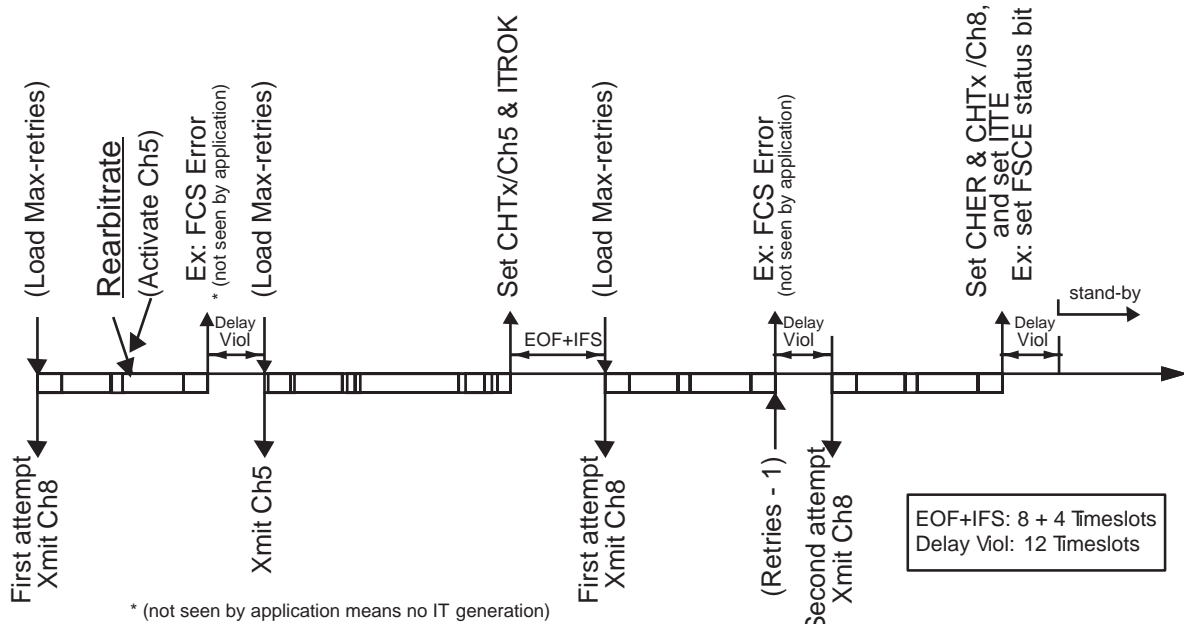 (Load Max-retries)
Rearbitrate
(Activate Ch5)
Ex: FCS Error
* (not seen by application)
(Load Max-retries)
Set CHTx/Ch5 & ITROK
(Load Max-retries)
Ex: FCS Error
(not seen by application)
Set CHER & CHTx /Ch8,
and set ITTE
Ex: set FSCE status bit
stand-by
Delay
Viol
EOF+IFS
Delay
Viol
Delay
Viol
First attempt
Xmit Ch8
Xmit Ch5
First attempt
Xmit Ch8
(Retries - 1)
Second attempt
Xmit Ch8
EOF+IFS: 8 + 4 Timeslots
Delay Viol: 12 Timeslots
* (not seen by application means no IT generation)